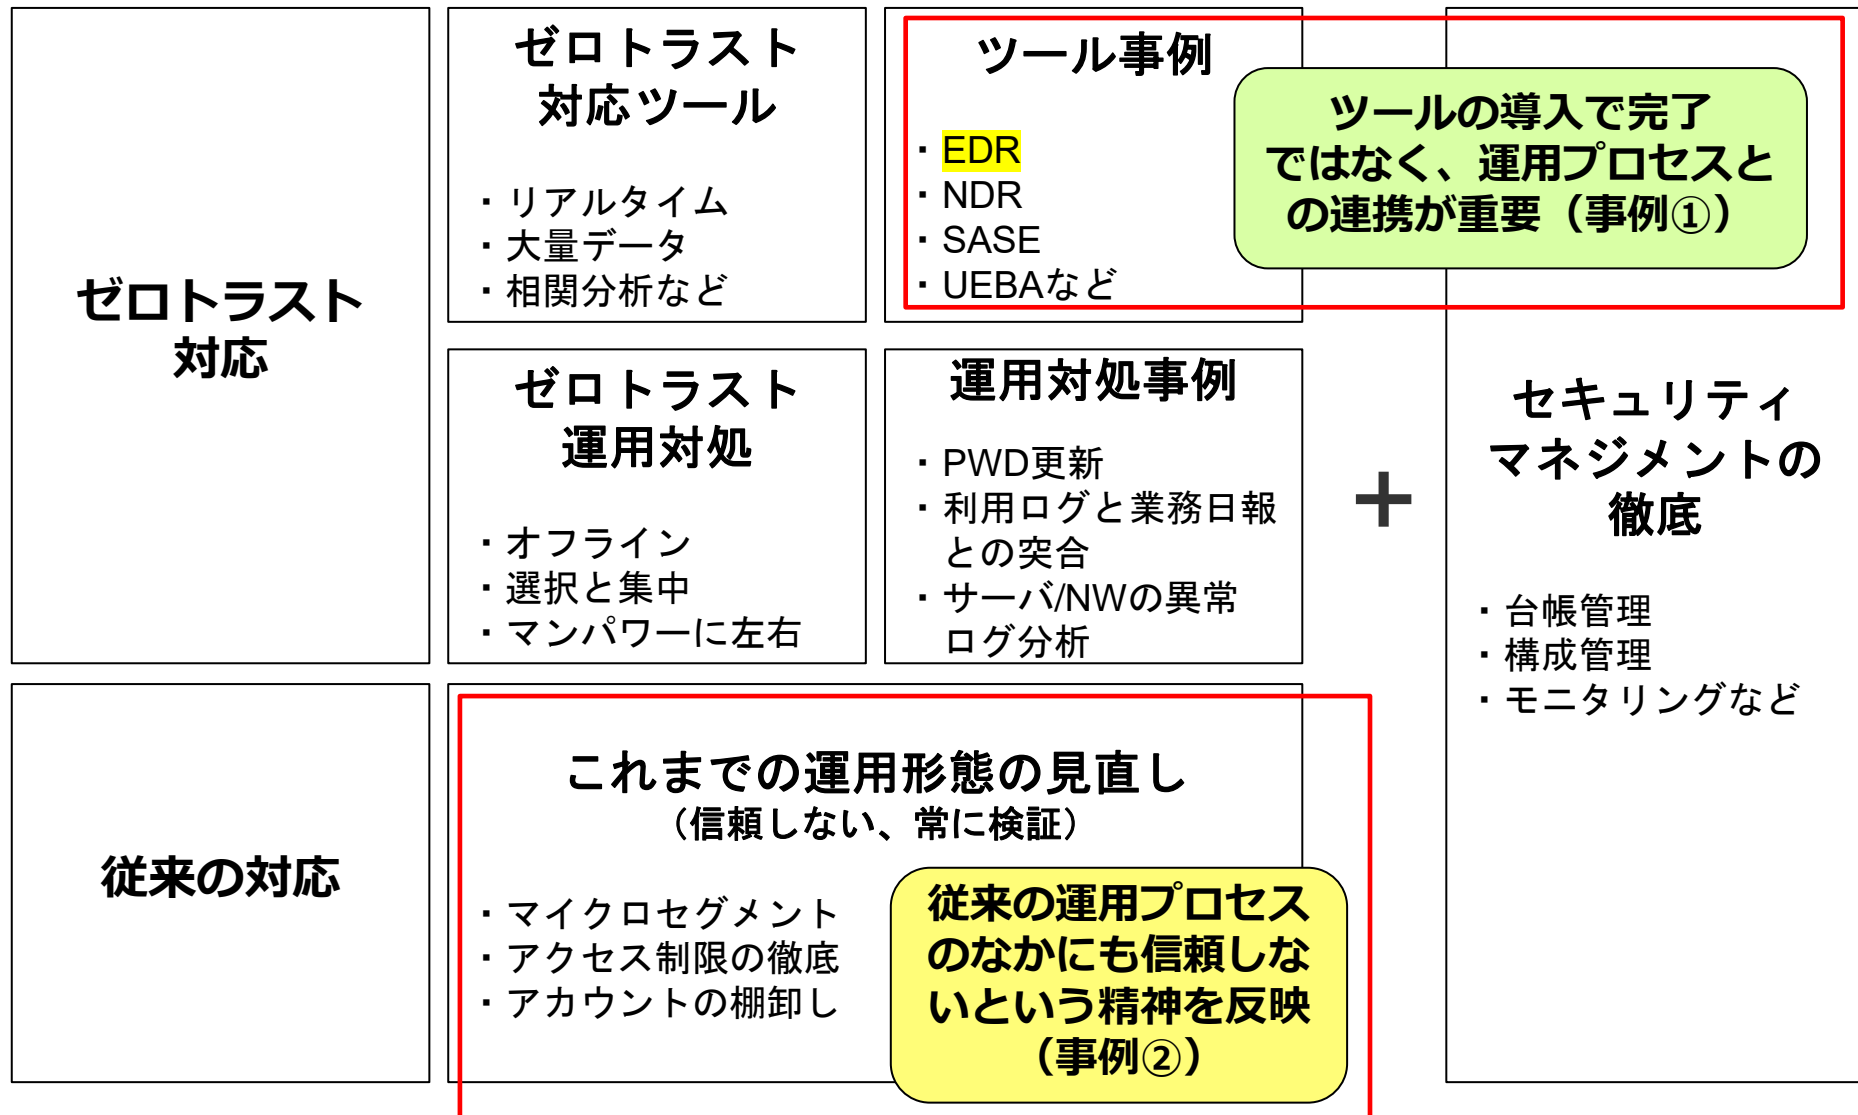 ゼロトラスト
対応
ゼロトラスト
対応ツール
・リアルタイム
・大量データ
・相関分析など
ツール事例
・EDR
・NDR
・SASE
・UEBAなど
ツールの導入で完了
ではなく、運用プロセスと
の連携が重要（事例①）
ゼロトラスト
運用対処
・オフライン
・選択と集中
・マンパワーに左右
運用対処事例
・PWD更新
・利用ログと業務日報
との突合
・サーバ/NWの異常
ログ分析
＋
セキュリティ
マネジメントの
徹底
・台帳管理
・構成管理
・モニタリングなど
従来の対応
これまでの運用形態の見直し
（信頼しない、常に検証）
・マイクロセグメント
・アクセス制限の徹底
・アカウントの棚卸し
従来の運用プロセス
のなかにも信頼しな
いという精神を反映
（事例②）